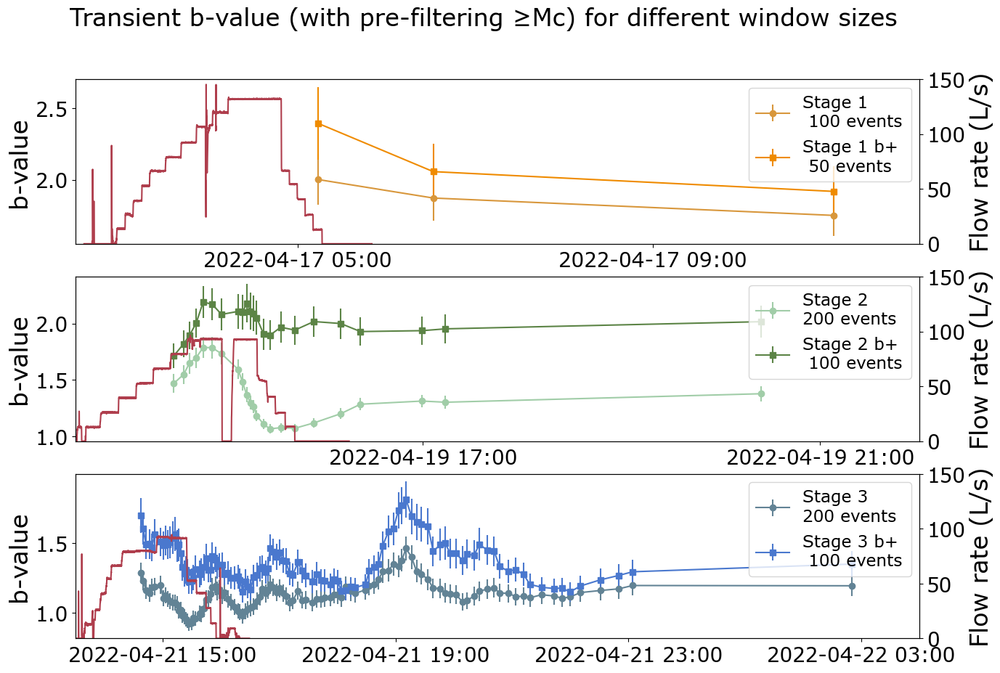 Transient b-value (with pre-filtering ≥Mc) for different window sizes
b-value
2.5
2.0
150
100
50
0
Flow rate (L/s)
Stage 1
100 events
Stage 1 b+
50 events
2022-04-17 05:00
2022-04-17 09:00
b-value
2.0
1.5
1.0
150
100
50
0
Flow rate (L/s)
Stage 2
200 events
Stage 2 b+
100 events
2022-04-19 17:00
2022-04-19 21:00
b-value
1.5
1.0
150
100
50
0
Flow rate (L/s)
Stage 3
200 events
Stage 3 b+
100 events
2022-04-21 15:00
2022-04-21 19:00
2022-04-21 23:00
2022-04-22 03:00